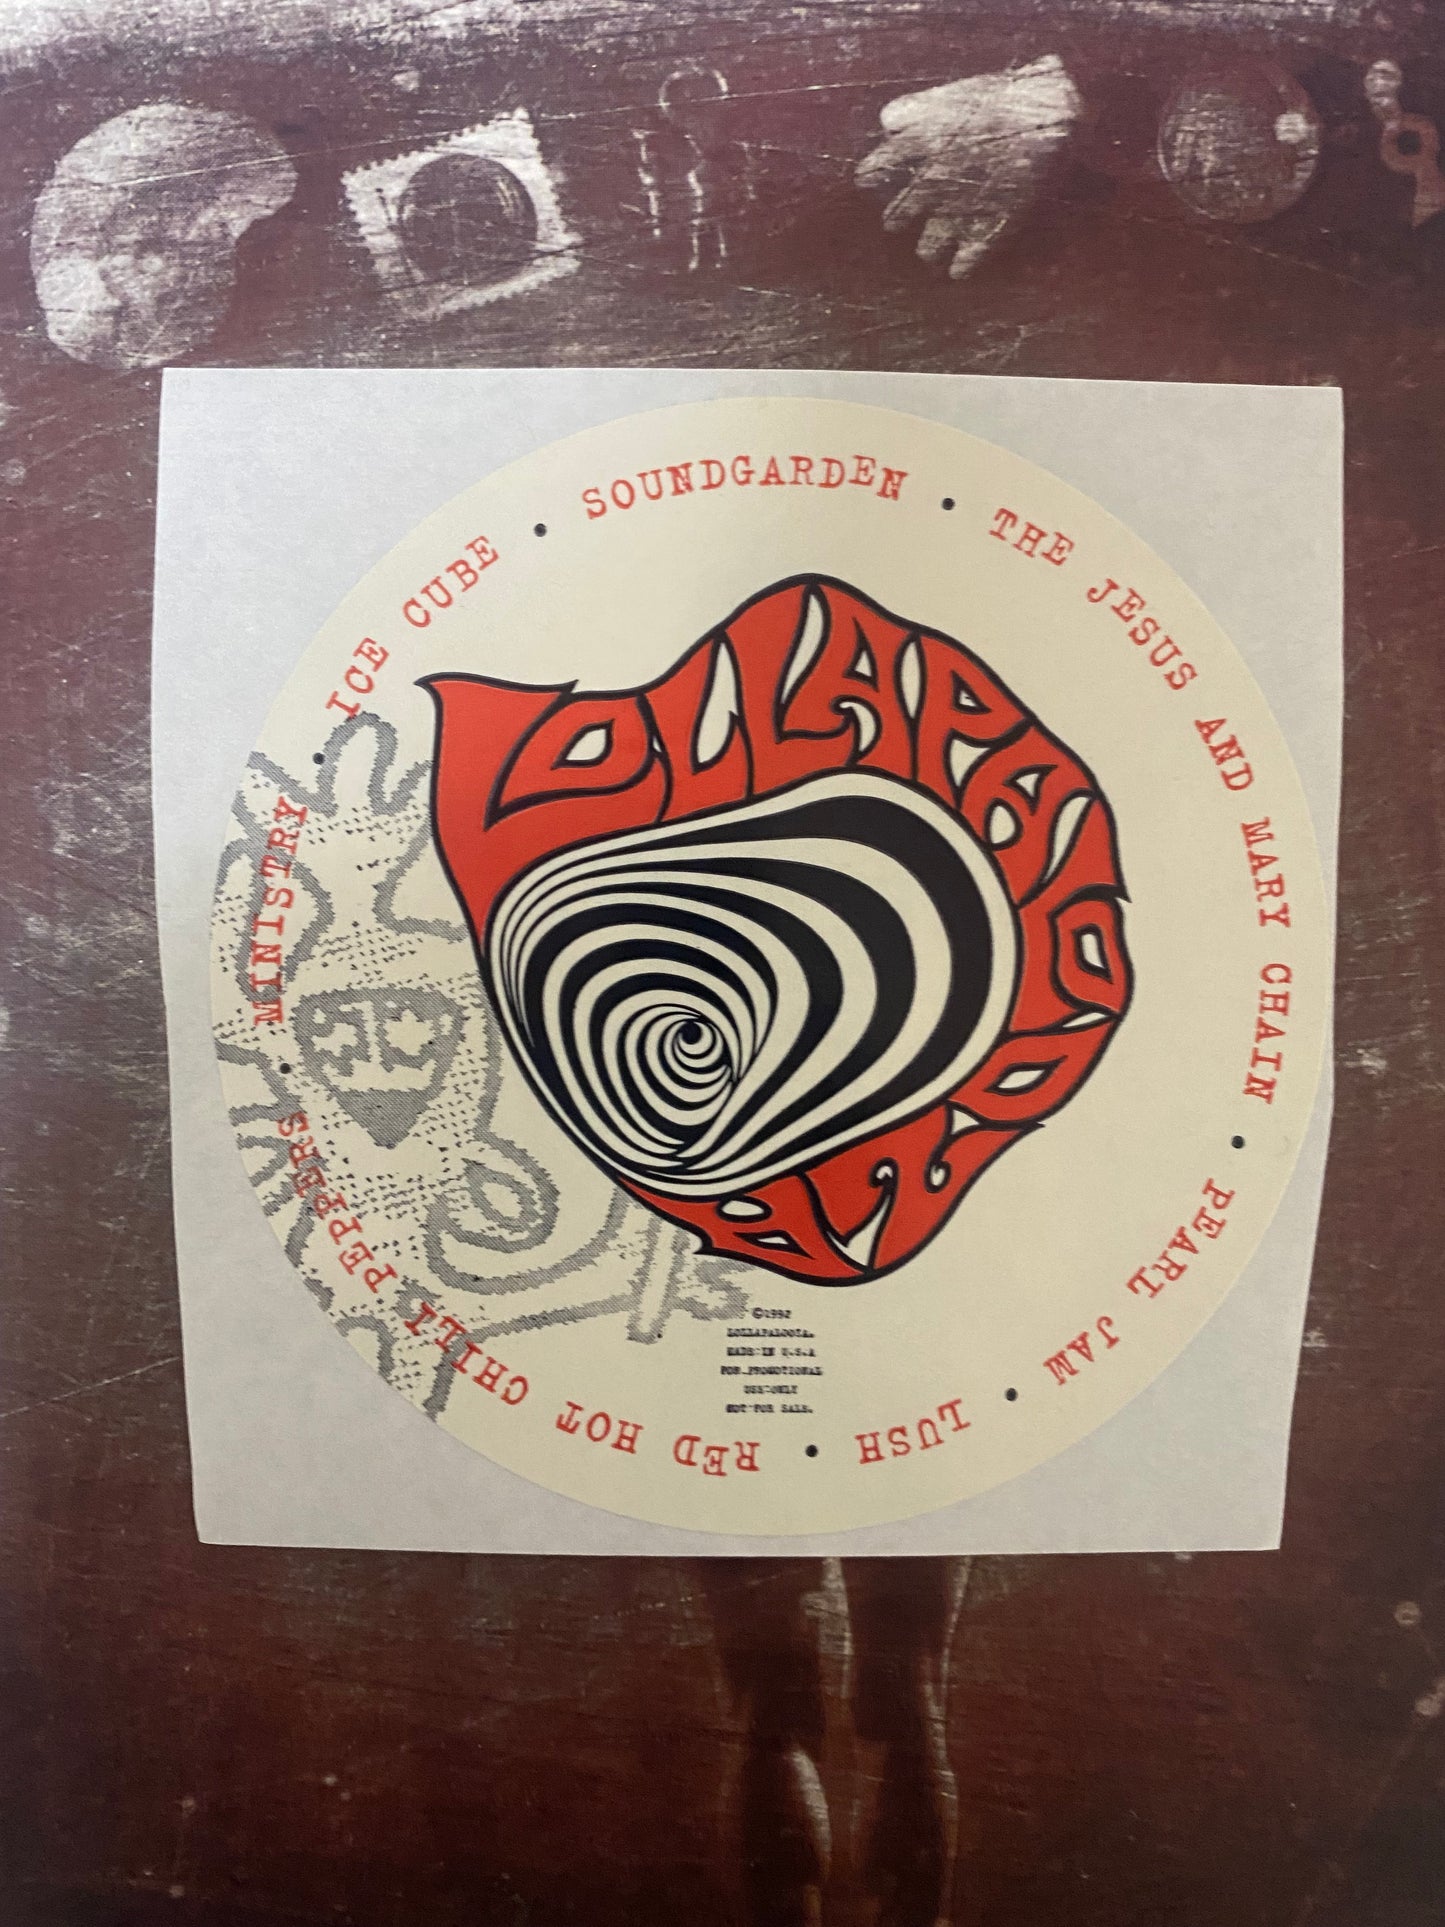 SOUNDGARDEN • THE JESUS AND MARY CHAIN • PEARL JAM • LUSH • RED HOT CHILI PEPPERS • MINISTRY • ICE CUBE •
LOLLAPALOOZA 92
©1992
LOLLAPALOOZA.
MADE IN U.S.A
FOR PROMOTIONAL
USE ONLY
NOT FOR SALE.